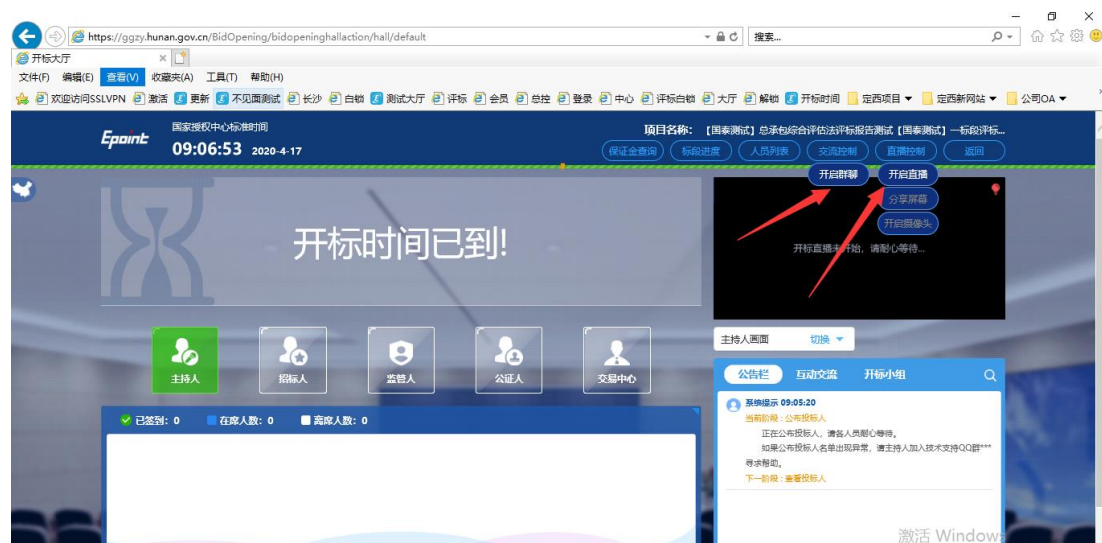 https://ggzy.hunan.gov.cn/BidOpening/bidopeninghallaction/hall/default
搜索...
开标大厅
文件(F) 编辑(E) 查看(V) 收藏夹(A) 工具(T) 帮助(H)
欢迎访问SSLVPN 激活 更新 不见面测试 长沙 白锁 测试大厅 评标 会员 总控 登录 中心 评标白锁 大厅 解锁 开标时间 定西项目 定西新网站 公司OA
Epoint
国家授权中心标准时间
09:06:53 2020-4-17
项目名称: 【国泰测试】总承包综合评估法评标报告测试【国泰测试】一标段评标...
保证金查询 标段进度 人员列表 交流控制 直播控制 返回
开启群聊 开启直播
分享屏幕
开启摄像头
开标时间已到!
开标直播未开始, 请耐心等待...
主持人 招标人 监管人 公证人 交易中心
主持人画面 切换
公告栏 互动交流 开标小组
已签到: 0 在席人数: 0 离席人数: 0
系统提示 09:05:20
当前阶段 : 公布投标人
正在公布投标人, 请各人员耐心等待。
如果公布投标人名单出现异常, 请主持人加入技术支持QQ群***
寻求帮助。
下一阶段 : 查看投标人
激活 Windows